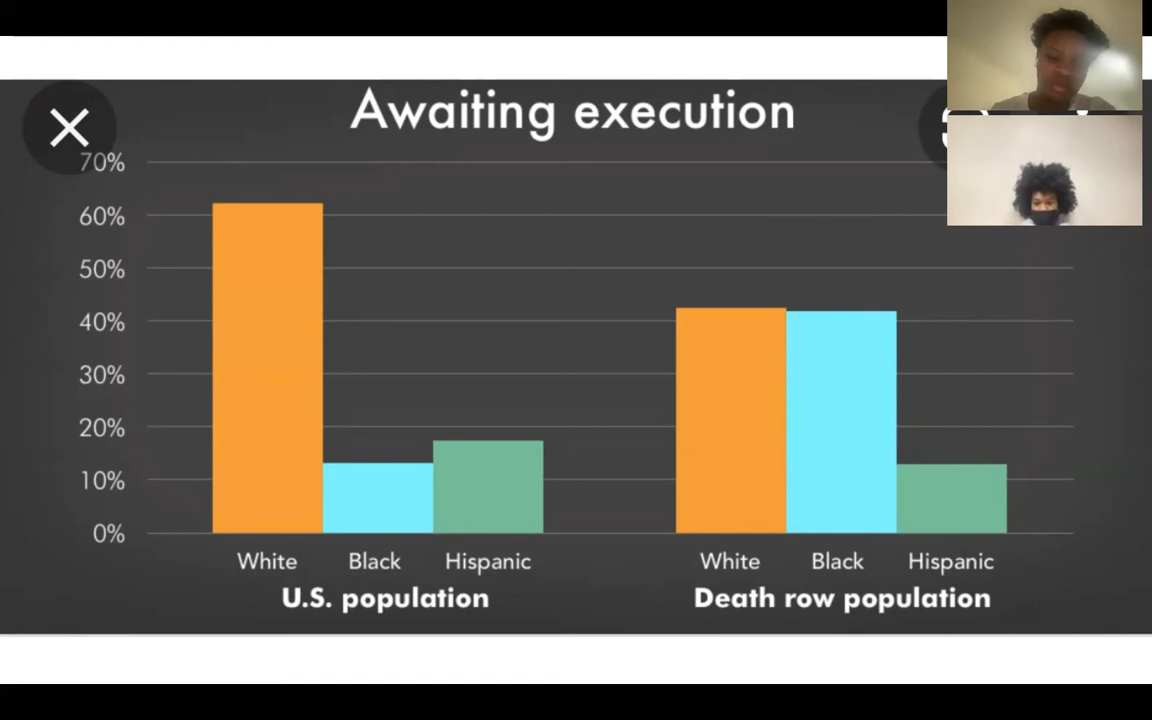 Awaiting execution
70%
60%
50%
40%
30%
20%
10%
0%
White Black Hispanic White Black Hispanic
U.S. population Death row population